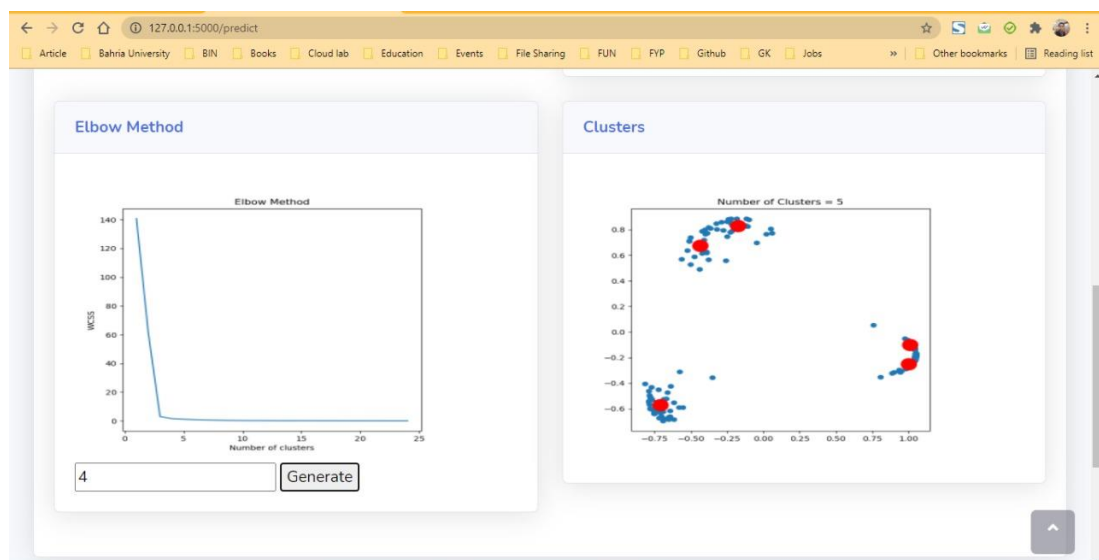 127.0.0.1:5000/predict
Article Bahria University BIN Books Cloud lab Education Events File Sharing FUN FYP Github GK Jobs » Other bookmarks Reading list
Elbow Method
Elbow Method
140
120
100
80
60
40
20
0
WCSS
0 5 10 15 20 25
Number of clusters
4 Generate
Clusters
Number of Clusters = 5
0.8
0.6
0.4
0.2
0.0
−0.2
−0.4
−0.6
−0.75 −0.50 −0.25 0.00 0.25 0.50 0.75 1.00